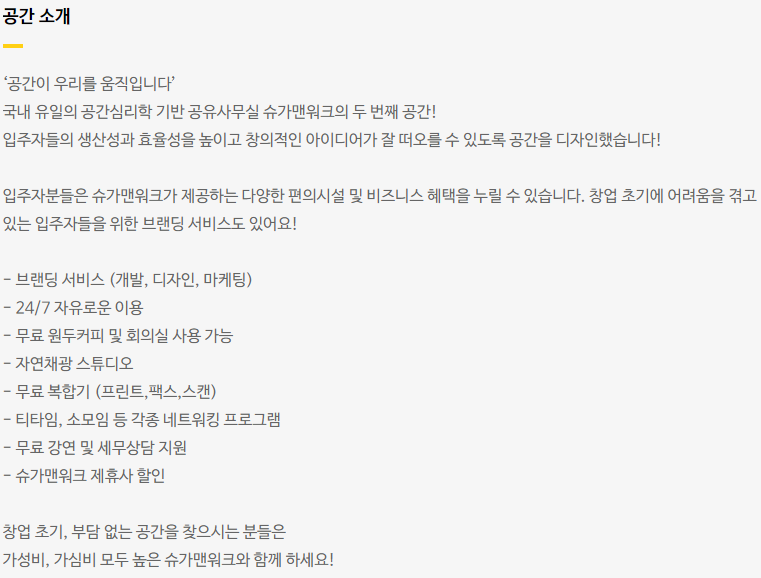 공간 소개
‘공간이 우리를 움직입니다’
국내 유일의 공간심리학 기반 공유사무실 슈가맨워크의 두 번째 공간!
입주자들의 생산성과 효율성을 높이고 창의적인 아이디어가 잘 떠오를 수 있도록 공간을 디자인했습니다!
입주자분들은 슈가맨워크가 제공하는 다양한 편의시설 및 비즈니스 혜택을 누릴 수 있습니다. 창업 초기에 어려움을 겪고
있는 입주자들을 위한 브랜딩 서비스도 있어요!
- 브랜딩 서비스 (개발, 디자인, 마케팅)
- 24/7 자유로운 이용
- 무료 원두커피 및 회의실 사용 가능
- 자연채광 스튜디오
- 무료 복합기 (프린트,팩스,스캔)
- 티타임, 소모임 등 각종 네트워킹 프로그램
- 무료 강연 및 세무상담 지원
- 슈가맨워크 제휴사 할인
창업 초기, 부담 없는 공간을 찾으시는 분들은
가성비, 가심비 모두 높은 슈가맨워크와 함께 하세요!